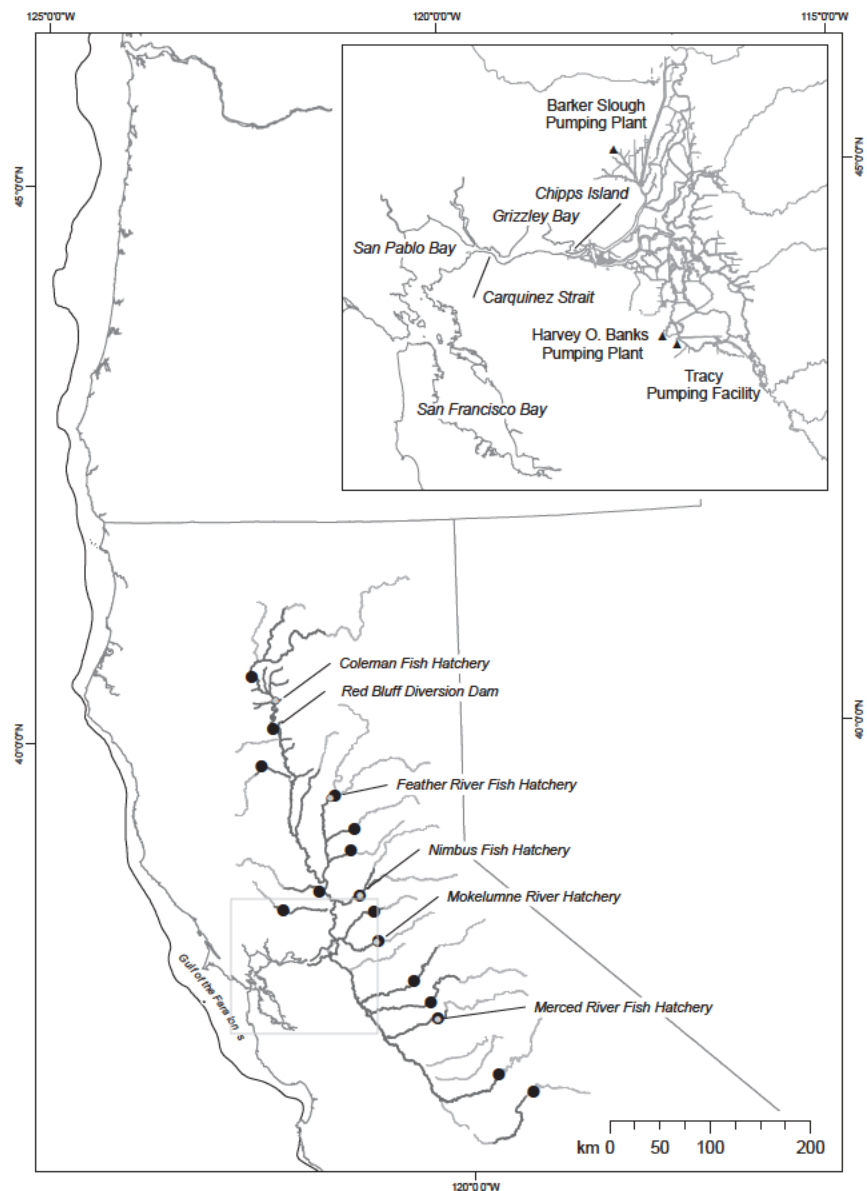 125°0'0"W
120°0'0"W
115°0'0"W
45°0'0"N
45°0'0"N
Barker Slough
Pumping Plant
Chipps Island
Grizzley Bay
San Pablo Bay
Carquinez Strait
Harvey O. Banks
Pumping Plant
Tracy
Pumping Facility
San Francisco Bay
Coleman Fish Hatchery
Red Bluff Diversion Dam
40°0'0"N
40°0'0"N
Feather River Fish Hatchery
Nimbus Fish Hatchery
Mokelumne River Hatchery
Gulf of the Fara lon s
Merced River Fish Hatchery
km 0 50 100 200
120°0'0"W